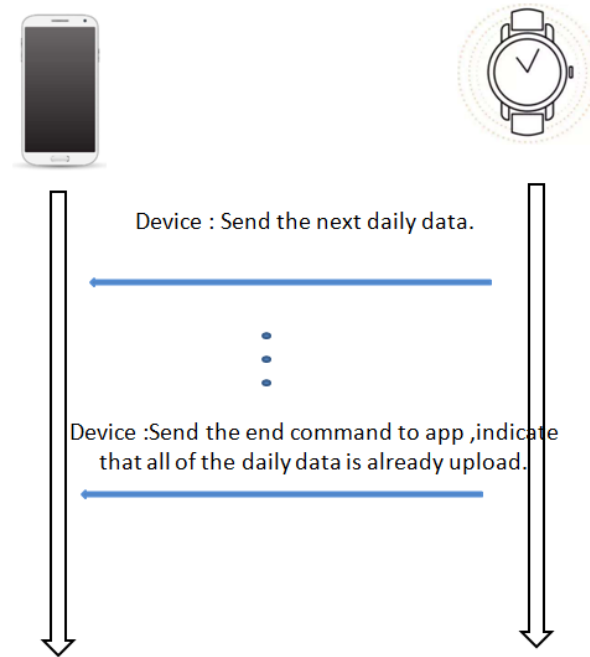 Device : Send the next daily data.
Device :Send the end command to app ,indicate
that all of the daily data is already upload.